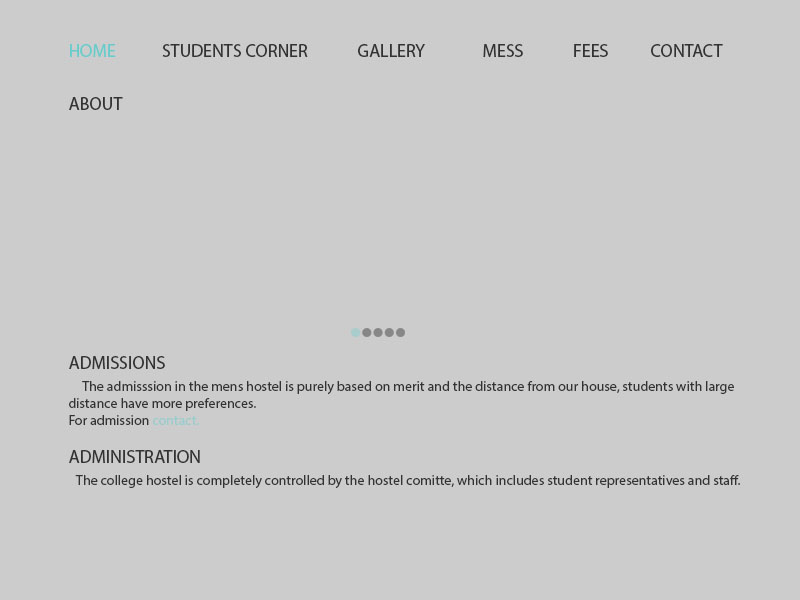 HOME STUDENTS CORNER GALLERY MESS FEES CONTACT
ABOUT
ADMISSIONS
The admisssion in the mens hostel is purely based on merit and the distance from our house, students with large
distance have more preferences.
For admission contact.
ADMINISTRATION
The college hostel is completely controlled by the hostel comitte, which includes student representatives and staff.